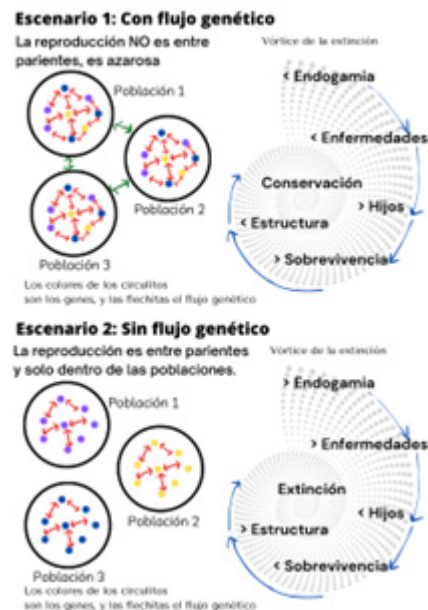 Escenario 1: Con flujo genético
La reproducción NO es entre
parientes, es azarosa
Población 1
Población 2
Población 3
Los colores de los circulitos
son los genes, y las flechitas el flujo genético
Vórtice de la extinción
< Endogamia
< Enfermedades
Conservación
> Hijos
< Estructura
> Sobrevivencia
Escenario 2: Sin flujo genético
La reproducción es entre parientes
y solo dentro de las poblaciones.
Población 1
Población 2
Población 3
Los colores de los circulitos
son los genes, y las flechitas el flujo genético
Vórtice de la extinción
> Endogamia
> Enfermedades
Extinción
< Hijos
> Estructura
< Sobrevivencia